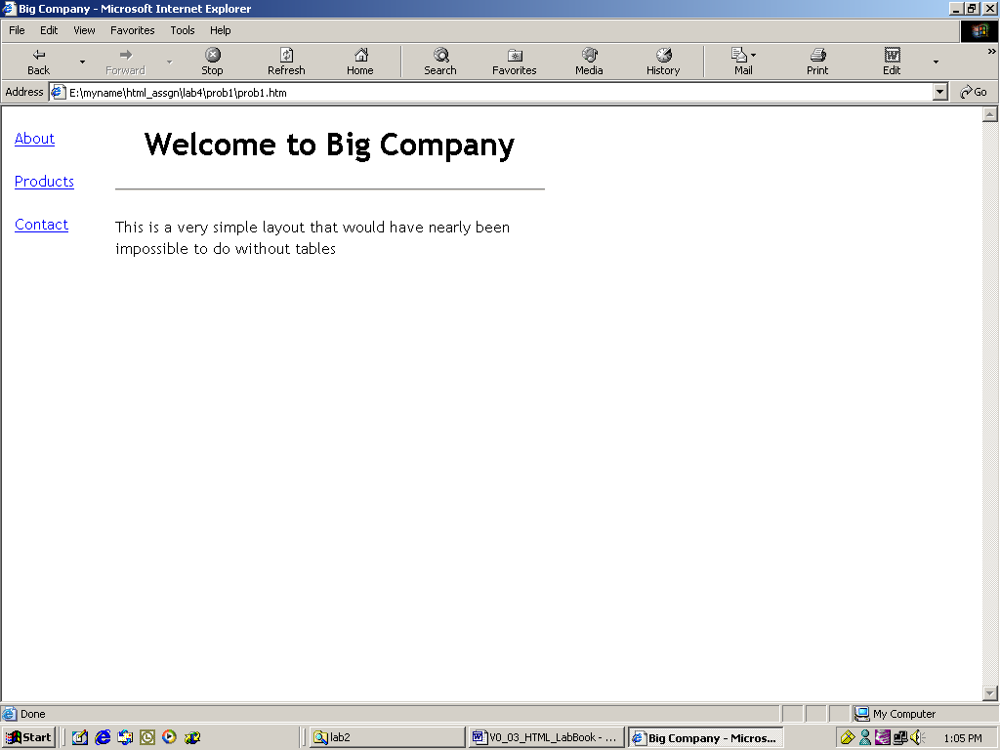 Big Company - Microsoft Internet Explorer
File Edit View Favorites Tools Help
Back Forward Stop Refresh Home Search Favorites Media History Mail Print Edit »
Address E:\myname\html_assgn\lab4\prob1\prob1.htm Go
About
Welcome to Big Company
Products
Contact
This is a very simple layout that would have nearly been
impossible to do without tables
Done My Computer
Start lab2 V0_03_HTML_LabBook - ... Big Company - Micros... 1:05 PM